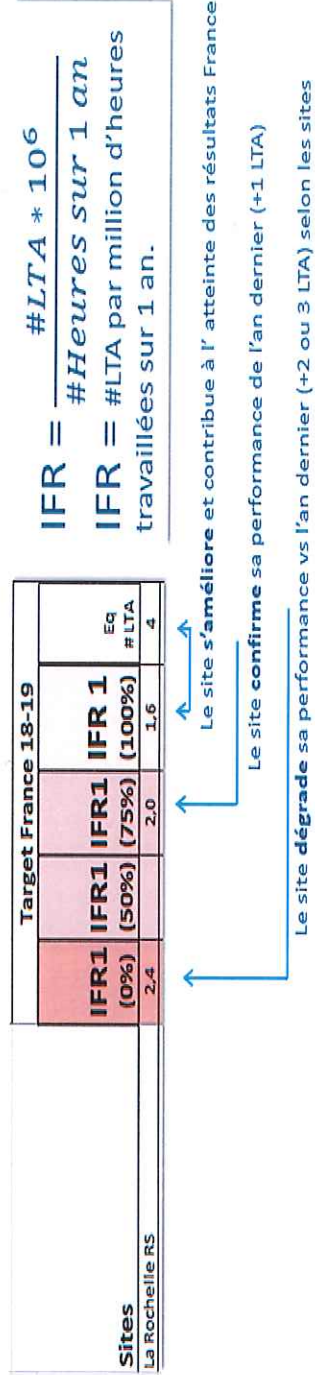 Target France 18-19
Sites
IFR1 (0%)
IFR1 (50%)
IFR1 (75%)
IFR 1 (100%)
Eq # LTA
La Rochelle RS
2,4
2,0
1,6
4
IFR = #LTA * 10⁶
#Heures sur 1 an
IFR = #LTA par million d'heures
travaillées sur 1 an.
Le site s'améliore et contribue à l' atteinte des résultats France
Le site confirme sa performance de l'an dernier (+1 LTA)
Le site dégrade sa performance vs l'an dernier (+2 ou 3 LTA) selon les sites